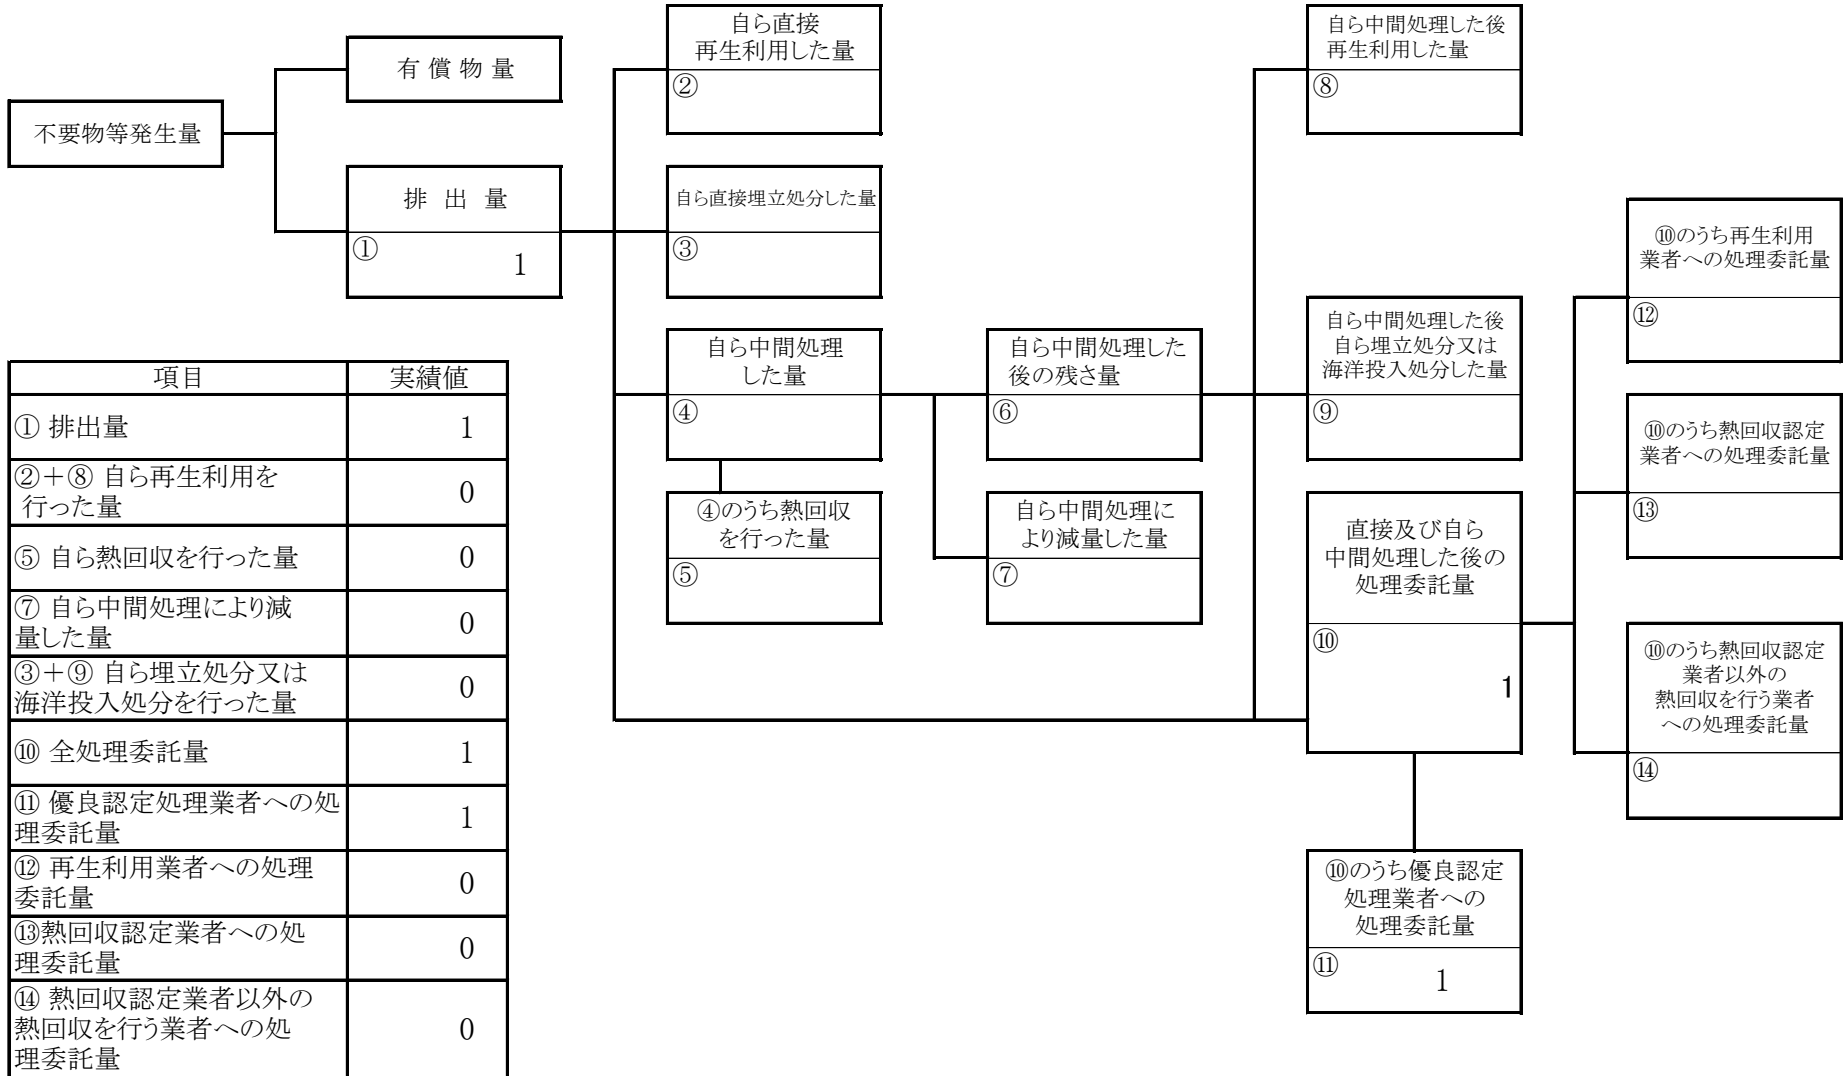 不要物等発生量
有 償 物 量
排 出 量
①
1
自ら直接
再生利用した量
②
自ら直接埋立処分した量
③
自ら中間処理
した量
④
④のうち熱回収
を行った量
⑤
自ら中間処理した
後の残さ量
⑥
自ら中間処理に
より減量した量
⑦
自ら中間処理した後
再生利用した量
⑧
自ら中間処理した後
自ら埋立処分又は
海洋投入処分した量
⑨
直接及び自ら
中間処理した後の
処理委託量
⑩
1
⑩のうち優良認定
処理業者への
処理委託量
⑪
1
⑩のうち再生利用
業者への処理委託量
⑫
⑩のうち熱回収認定
業者への処理委託量
⑬
⑩のうち熱回収認定
業者以外の
熱回収を行う業者
への処理委託量
⑭
項目 実績値
① 排出量 1
②+⑧ 自ら再生利用を
行った量 0
⑤ 自ら熱回収を行った量 0
⑦ 自ら中間処理により減
量した量 0
③+⑨ 自ら埋立処分又は
海洋投入処分を行った量 0
⑩ 全処理委託量 1
⑪ 優良認定処理業者への処
理委託量 1
⑫ 再生利用業者への処理
委託量 0
⑬熱回収認定業者への処
理委託量 0
⑭ 熱回収認定業者以外の
熱回収を行う業者への処
理委託量 0